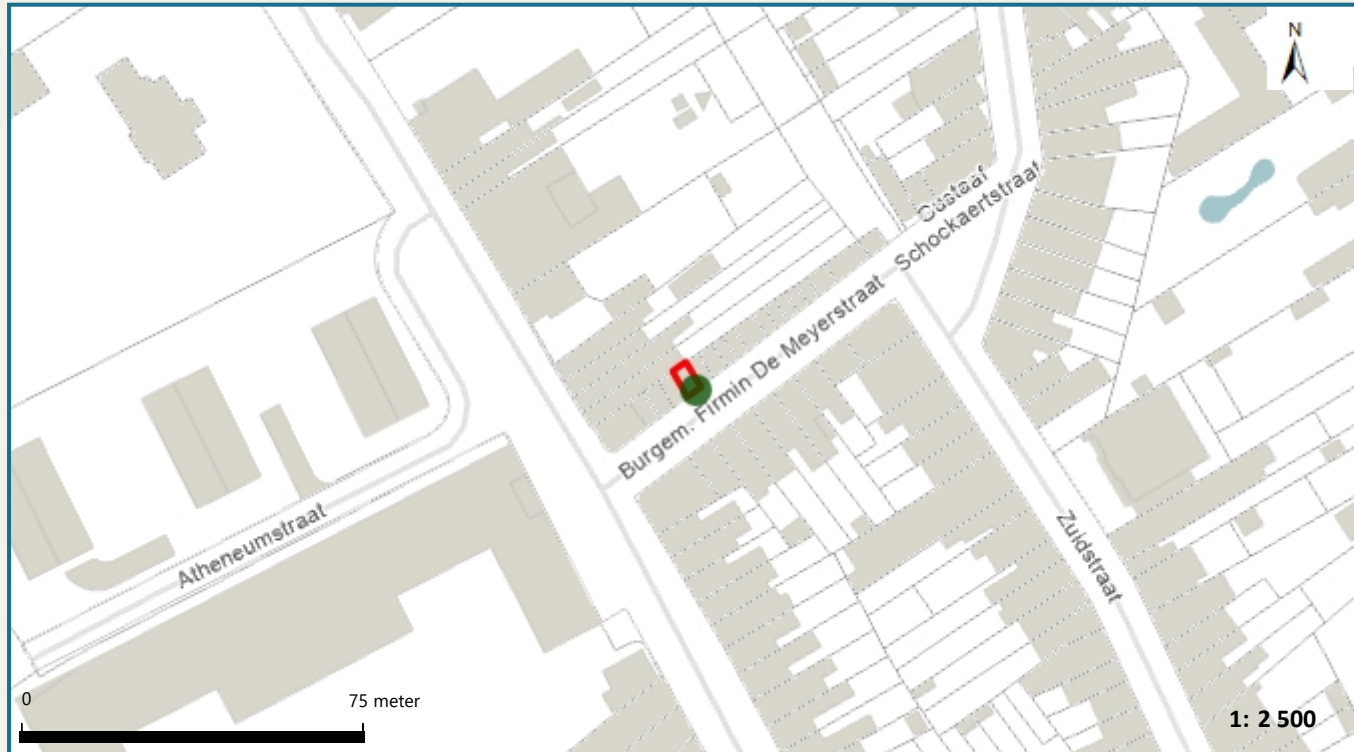 N
Gustaaf
Schockaertstraat
Burgem. Firmin De Meyerstraat
Atheneumstraat
Zuidstraat
0
75 meter
1: 2 500